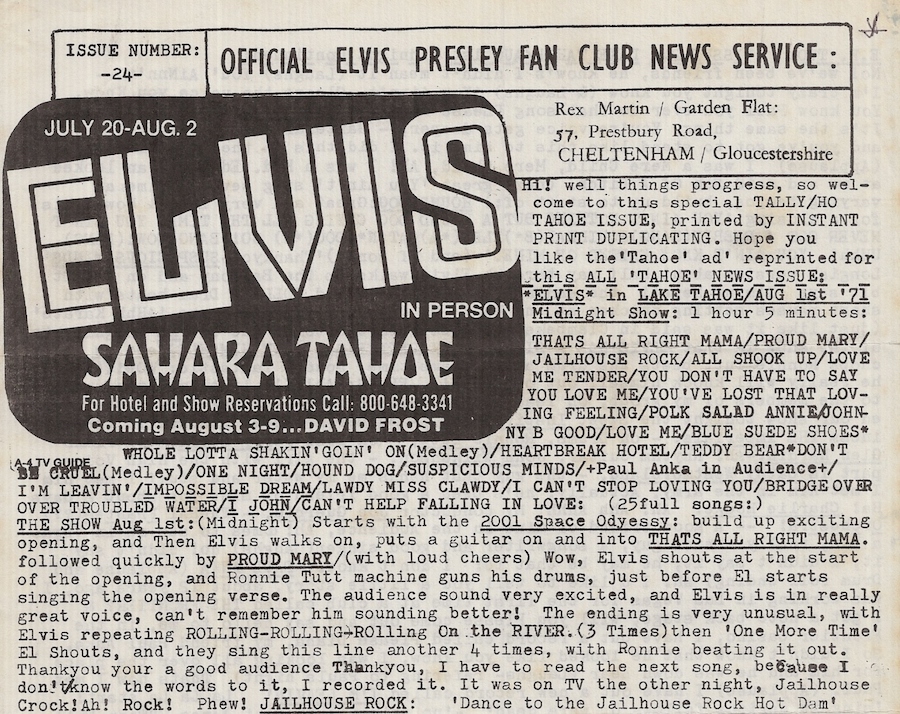 ISSUE NUMBER:
-24-
OFFICIAL ELVIS PRESLEY FAN CLUB NEWS SERVICE:
Rex Martin / Garden Flat:
57, Prestbury Road,
CHELTENHAM / Gloucestershire
JULY 20-AUG. 2
ELVIS
IN PERSON
SAHARA TAHOE
For Hotel and Show Reservations Call: 800-648-3341
Coming August 3-9...DAVID FROST
A-4 TV GUIDE
Hi! well things progress, so wel-
come to this special TALLY/HO
TAHOE ISSUE, printed by INSTANT
PRINT DUPLICATING. Hope you
like the'Tahoe' ad' reprinted for
this ALL 'TAHOE' NEWS ISSUE:
*ELVIS* in LAKE TAHOE/AUG 1st '71
Midnight Show: 1 hour 5 minutes:
THATS ALL RIGHT MAMA/PROUD MARY/
JAILHOUSE ROCK/ALL SHOOK UP/LOVE
ME TENDER/YOU DON'T HAVE TO SAY
YOU LOVE ME/YOU'VE LOST THAT LOV-
ING FEELING/POLK SALAD ANNIE/JOHN-
NY B GOOD/LOVE ME/BLUE SUEDE SHOES*
WHOLE LOTTA SHAKIN'GOIN' ON(Medley)/HEARTBREAK HOTEL/TEDDY BEAR*DON'T
BE CRUEL(Medley)/ONE NIGHT/HOUND DOG/SUSPICIOUS MINDS/+Paul Anka in Audience+/
I'M LEAVIN'/IMPOSSIBLE DREAM/LAWDY MISS CLAWDY/I CAN'T STOP LOVING YOU/BRIDGE OVER
OVER TROUBLED WATER/I JOHN/CAN'T HELP FALLING IN LOVE: (25full songs:)
THE SHOW Aug 1st:(Midnight) Starts with the 2001 Space Odyessy: build up exciting
opening, and Then Elvis walks on, puts a guitar on and into THATS ALL RIGHT MAMA.
followed quickly by PROUD MARY/(with loud cheers) Wow, Elvis shouts at the start
of the opening, and Ronnie Tutt machine guns his drums, just before El starts
singing the opening verse. The audience sound very excited, and Elvis is in really
great voice, can't remember him sounding better! The ending is very unusual, with
Elvis repeating ROLLING-ROLLING-ROlling On the RIVER.(3 Times)then 'One More Time'
El Shouts, and they sing this line another 4 times, with Ronnie beating it out.
Thankyou your a good audience Thankyou, I have to read the next song, because I
don't/know the words to it, I recorded it. It was on TV the other night, Jailhouse
Crock!Ah! Rock! Phew! JAILHOUSE ROCK: 'Dance to the Jailhouse Rock Hot Dam'